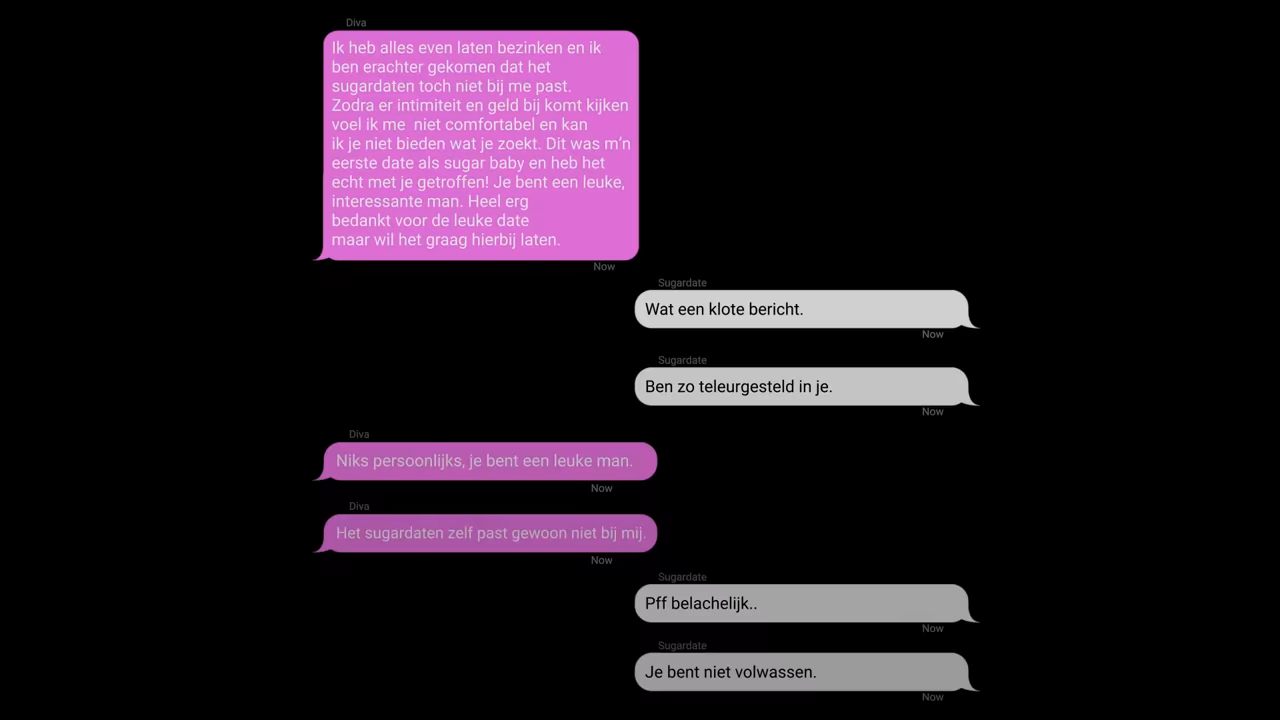 Diva
Ik heb alles even laten bezinken en ik
ben erachter gekomen dat het
sugardaten toch niet bij me past.
Zodra er intimiteit en geld bij komt kijken
voel ik me  niet comfortabel en kan
ik je niet bieden wat je zoekt. Dit was m'n
eerste date als sugar baby en heb het
echt met je getroffen! Je bent een leuke,
interessante man. Heel erg
bedankt voor de leuke date
maar wil het graag hierbij laten.
Now
Sugardate
Wat een klote bericht.
Now
Sugardate
Ben zo teleurgesteld in je.
Now
Diva
Niks persoonlijks, je bent een leuke man.
Now
Diva
Het sugardaten zelf past gewoon niet bij mij.
Now
Sugardate
Pff belachelijk..
Now
Sugardate
Je bent niet volwassen.
Now